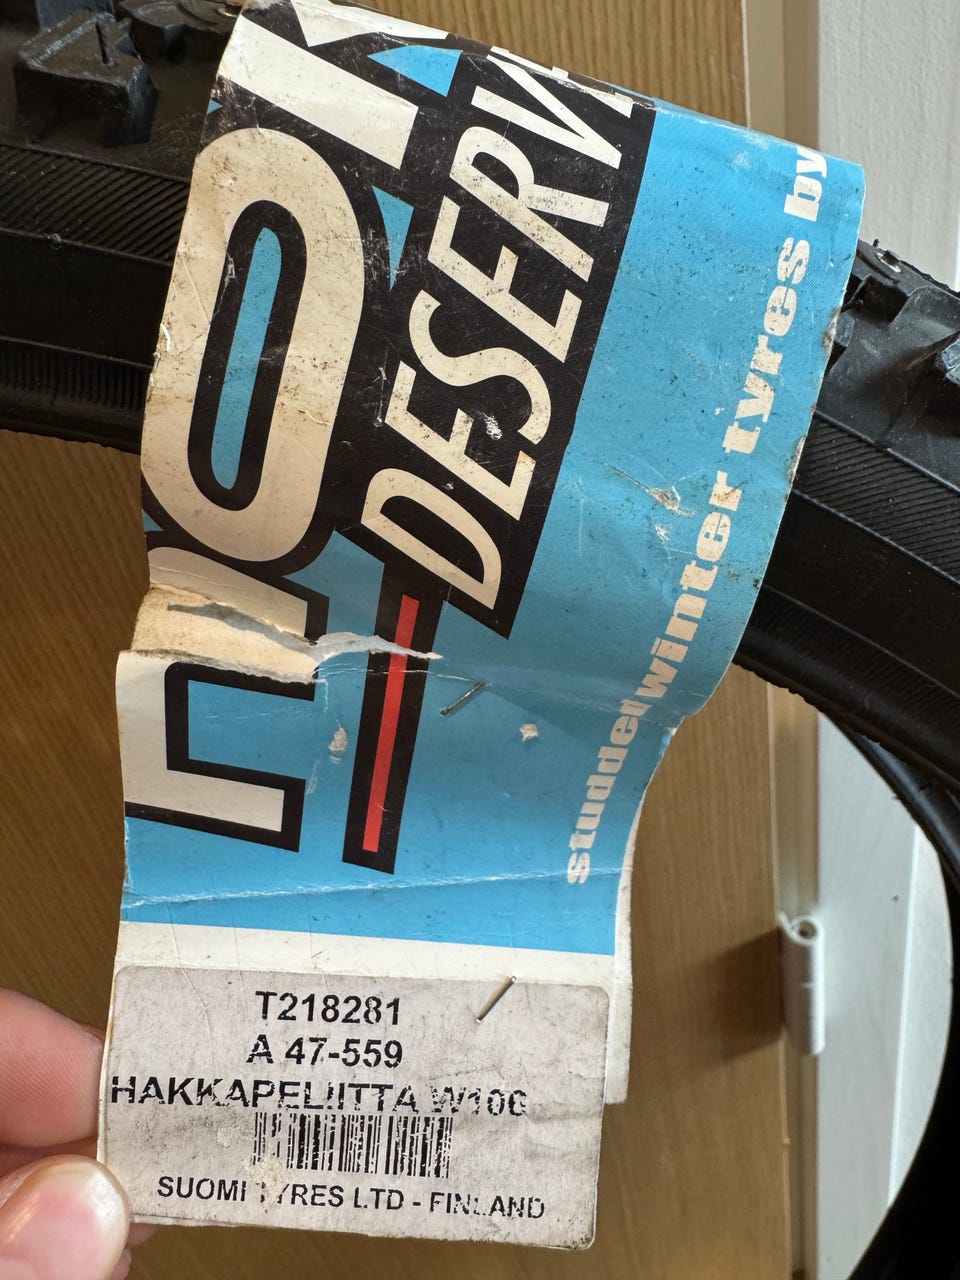 DESERV
studded winter tyres by
T218281
A 47-559
HAKKAPELIITTA W106
SUOMI TYRES LTD - FINLAND